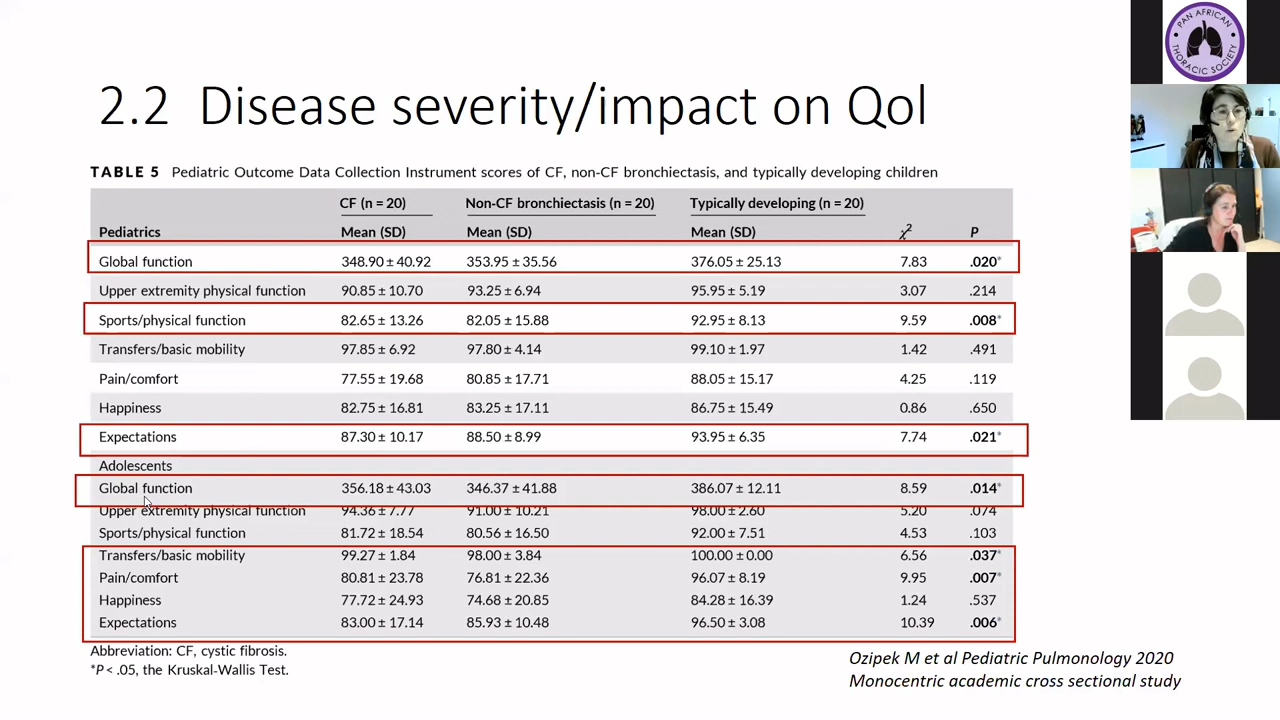 2.2 Disease severity/impact on Qol
TABLE 5 Pediatric Outcome Data Collection Instrument scores of CF, non-CF bronchiectasis, and typically developing children
CF (n = 20) Non-CF bronchiectasis (n = 20) Typically developing (n = 20)
Pediatrics Mean (SD) Mean (SD) Mean (SD) χ² P
Global function 348.90 ± 40.92 353.95 ± 35.56 376.05 ± 25.13 7.83 .020*
Upper extremity physical function 90.85 ± 10.70 93.25 ± 6.94 95.95 ± 5.19 3.07 .214
Sports/physical function 82.65 ± 13.26 82.05 ± 15.88 92.95 ± 8.13 9.59 .008*
Transfers/basic mobility 97.85 ± 6.92 97.80 ± 4.14 99.10 ± 1.97 1.42 .491
Pain/comfort 77.55 ± 19.68 80.85 ± 17.71 88.05 ± 15.17 4.25 .119
Happiness 82.75 ± 16.81 83.25 ± 17.11 86.75 ± 15.49 0.86 .650
Expectations 87.30 ± 10.17 88.50 ± 8.99 93.95 ± 6.35 7.74 .021*
Adolescents
Global function 356.18 ± 43.03 346.37 ± 41.88 386.07 ± 12.11 8.59 .014*
Upper extremity physical function 94.36 ± 7.77 91.00 ± 10.21 98.00 ± 2.60 5.20 .074
Sports/physical function 81.72 ± 18.54 80.56 ± 16.50 92.00 ± 7.51 4.53 .103
Transfers/basic mobility 99.27 ± 1.84 98.00 ± 3.84 100.00 ± 0.00 6.56 .037*
Pain/comfort 80.81 ± 23.78 76.81 ± 22.36 96.07 ± 8.19 9.95 .007*
Happiness 77.72 ± 24.93 74.68 ± 20.85 84.28 ± 16.39 1.24 .537
Expectations 83.00 ± 17.14 85.93 ± 10.48 96.50 ± 3.08 10.39 .006*
Abbreviation: CF, cystic fibrosis.
*P < .05, the Kruskal-Wallis Test.
Ozipek M et al Pediatric Pulmonology 2020
Monocentric academic cross sectional study
PAN AFRICAN
THORACIC SOCIETY